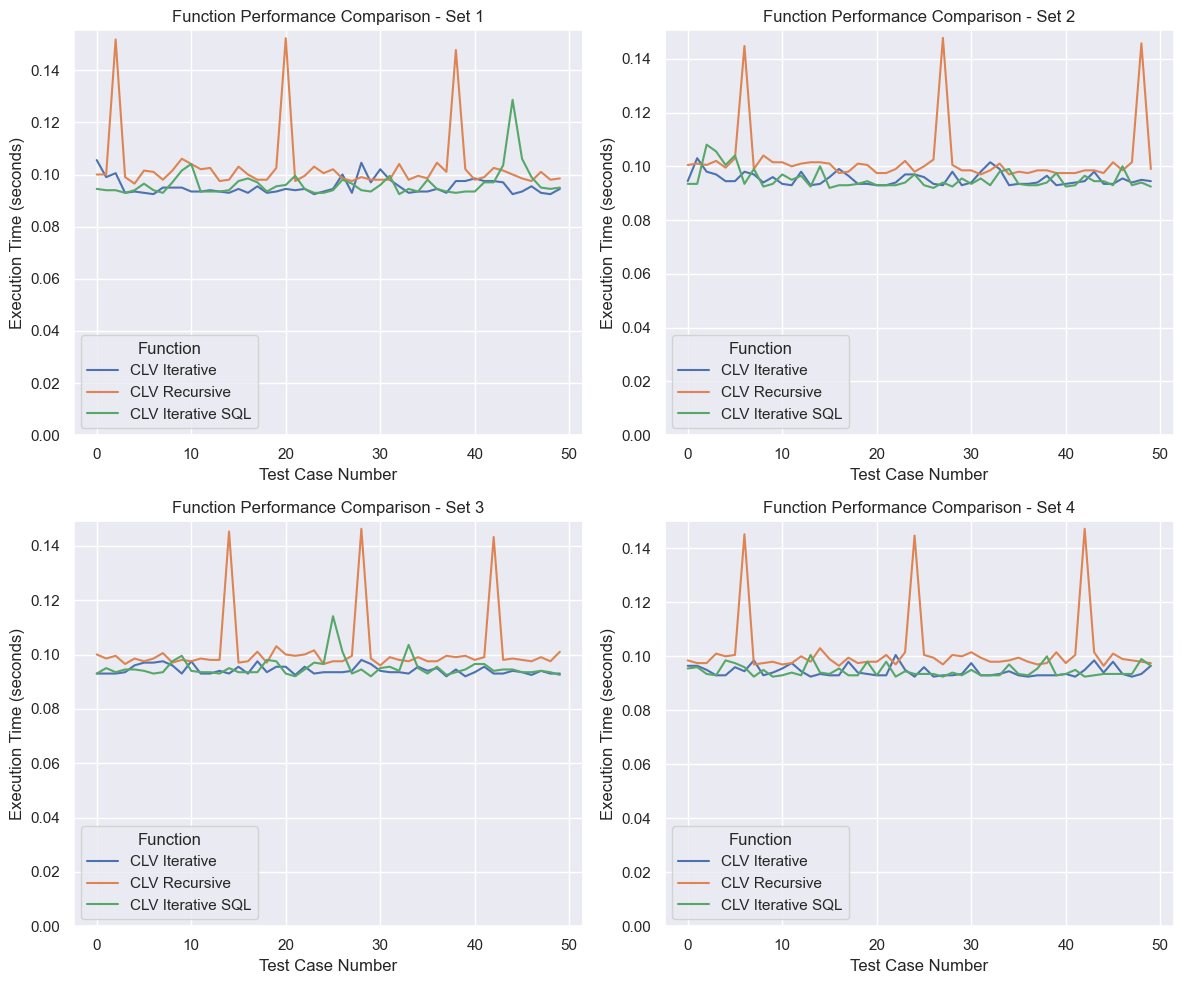 Function Performance Comparison - Set 1
Execution Time (seconds)
0.14
0.12
0.10
0.08
0.06
0.04
0.02
0.00
Function
CLV Iterative
CLV Recursive
CLV Iterative SQL
0 10 20 30 40 50
Test Case Number
Function Performance Comparison - Set 2
Execution Time (seconds)
0.14
0.12
0.10
0.08
0.06
0.04
0.02
0.00
Function
CLV Iterative
CLV Recursive
CLV Iterative SQL
0 10 20 30 40 50
Test Case Number
Function Performance Comparison - Set 3
Execution Time (seconds)
0.14
0.12
0.10
0.08
0.06
0.04
0.02
0.00
Function
CLV Iterative
CLV Recursive
CLV Iterative SQL
0 10 20 30 40 50
Test Case Number
Function Performance Comparison - Set 4
Execution Time (seconds)
0.14
0.12
0.10
0.08
0.06
0.04
0.02
0.00
Function
CLV Iterative
CLV Recursive
CLV Iterative SQL
0 10 20 30 40 50
Test Case Number